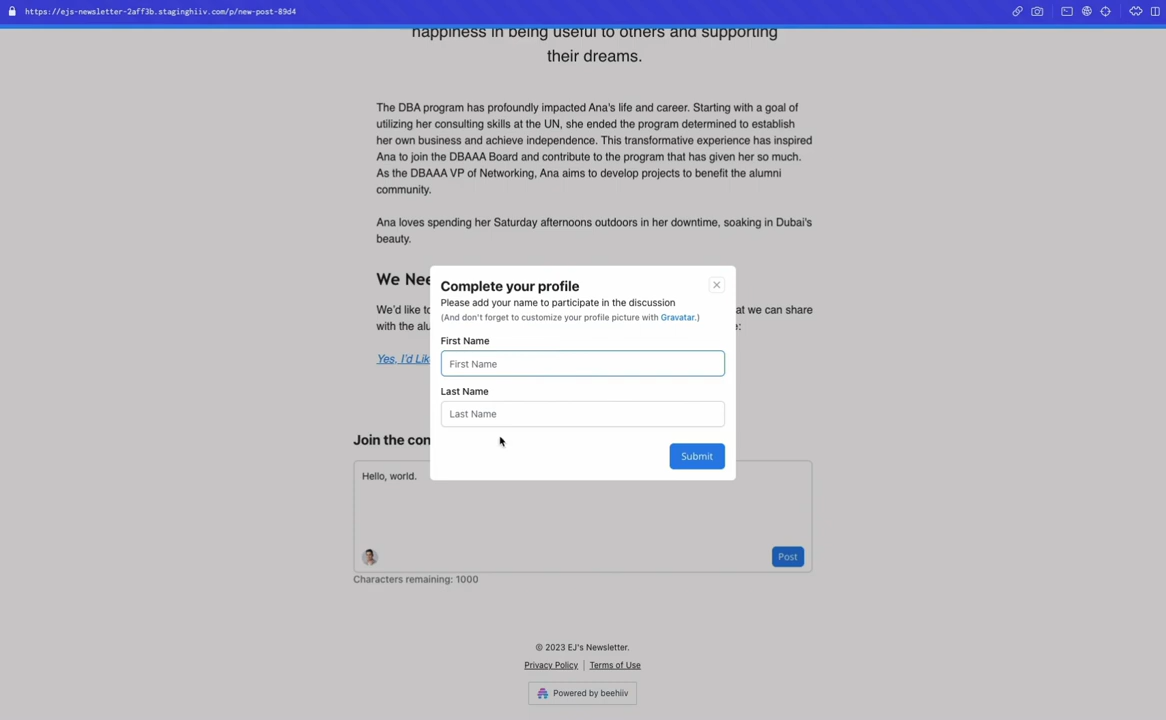 https://ejs-newsletter-2aff3b.staginghiiv.com/p/new-post-89d4
happiness in being useful to others and supporting
their dreams.
The DBA program has profoundly impacted Ana's life and career. Starting with a goal of
utilizing her consulting skills at the UN, she ended the program determined to establish
her own business and achieve independence. This transformative experience has inspired
Ana to join the DBAAA Board and contribute to the program that has given her so much.
As the DBAAA VP of Networking, Ana aims to develop projects to benefit the alumni
community.
Ana loves spending her Saturday afternoons outdoors in her downtime, soaking in Dubai's
beauty.
We Nee
We'd like to
at we can share
with the alu
e:
Yes, I'd Lik
Complete your profile
Please add your name to participate in the discussion
(And don't forget to customize your profile picture with Gravatar.)
First Name
First Name
Last Name
Last Name
Submit
Join the con
Hello, world.
Post
Characters remaining: 1000
© 2023 EJ's Newsletter.
Privacy Policy | Terms of Use
Powered by beehiiv